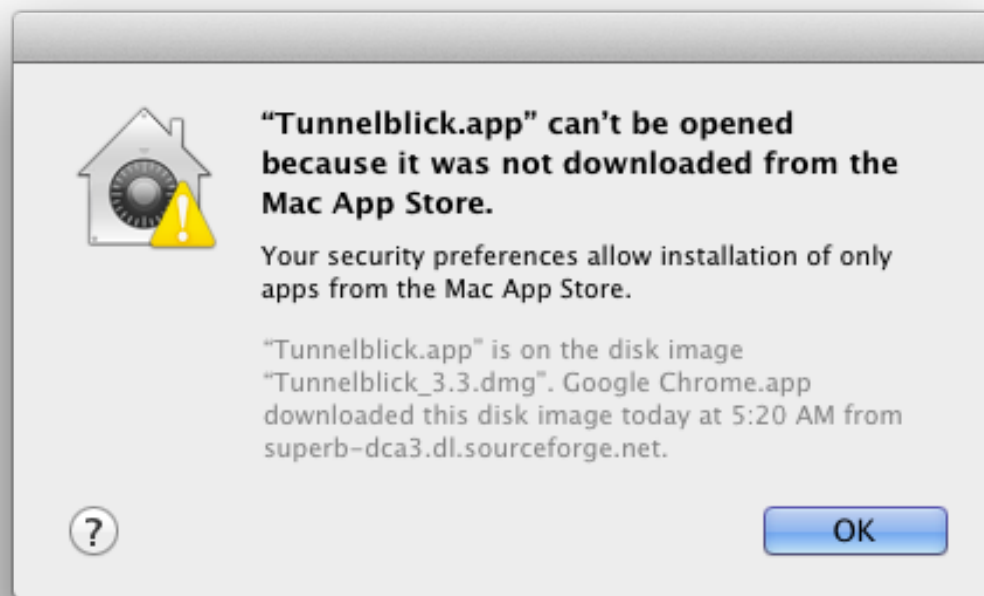 “Tunnelblick.app” can’t be opened
because it was not downloaded from the
Mac App Store.
Your security preferences allow installation of only
apps from the Mac App Store.
“Tunnelblick.app” is on the disk image
“Tunnelblick_3.3.dmg”. Google Chrome.app
downloaded this disk image today at 5:20 AM from
superb-dca3.dl.sourceforge.net.
?
OK